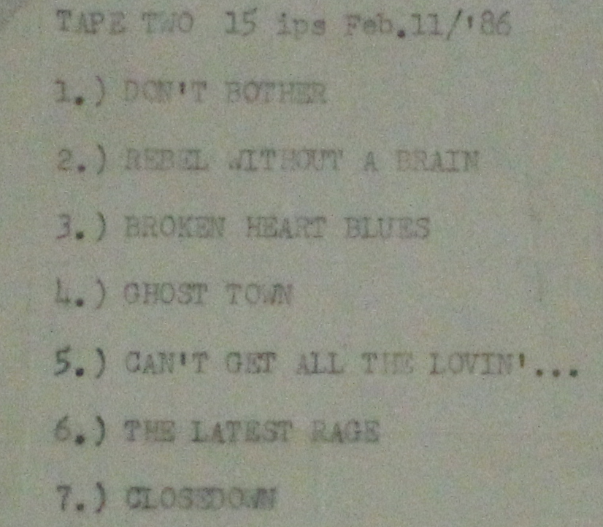 TAPE TWO 15 ips Feb.11/'86
1.) DON'T BOTHER
2.) REBEL WITHOUT A BRAIN
3.) BROKEN HEART BLUES
4.) GHOST TOWN
5.) CAN'T GET ALL THE LOVIN'...
6.) THE LATEST RAGE
7.) CLOSEDOWN